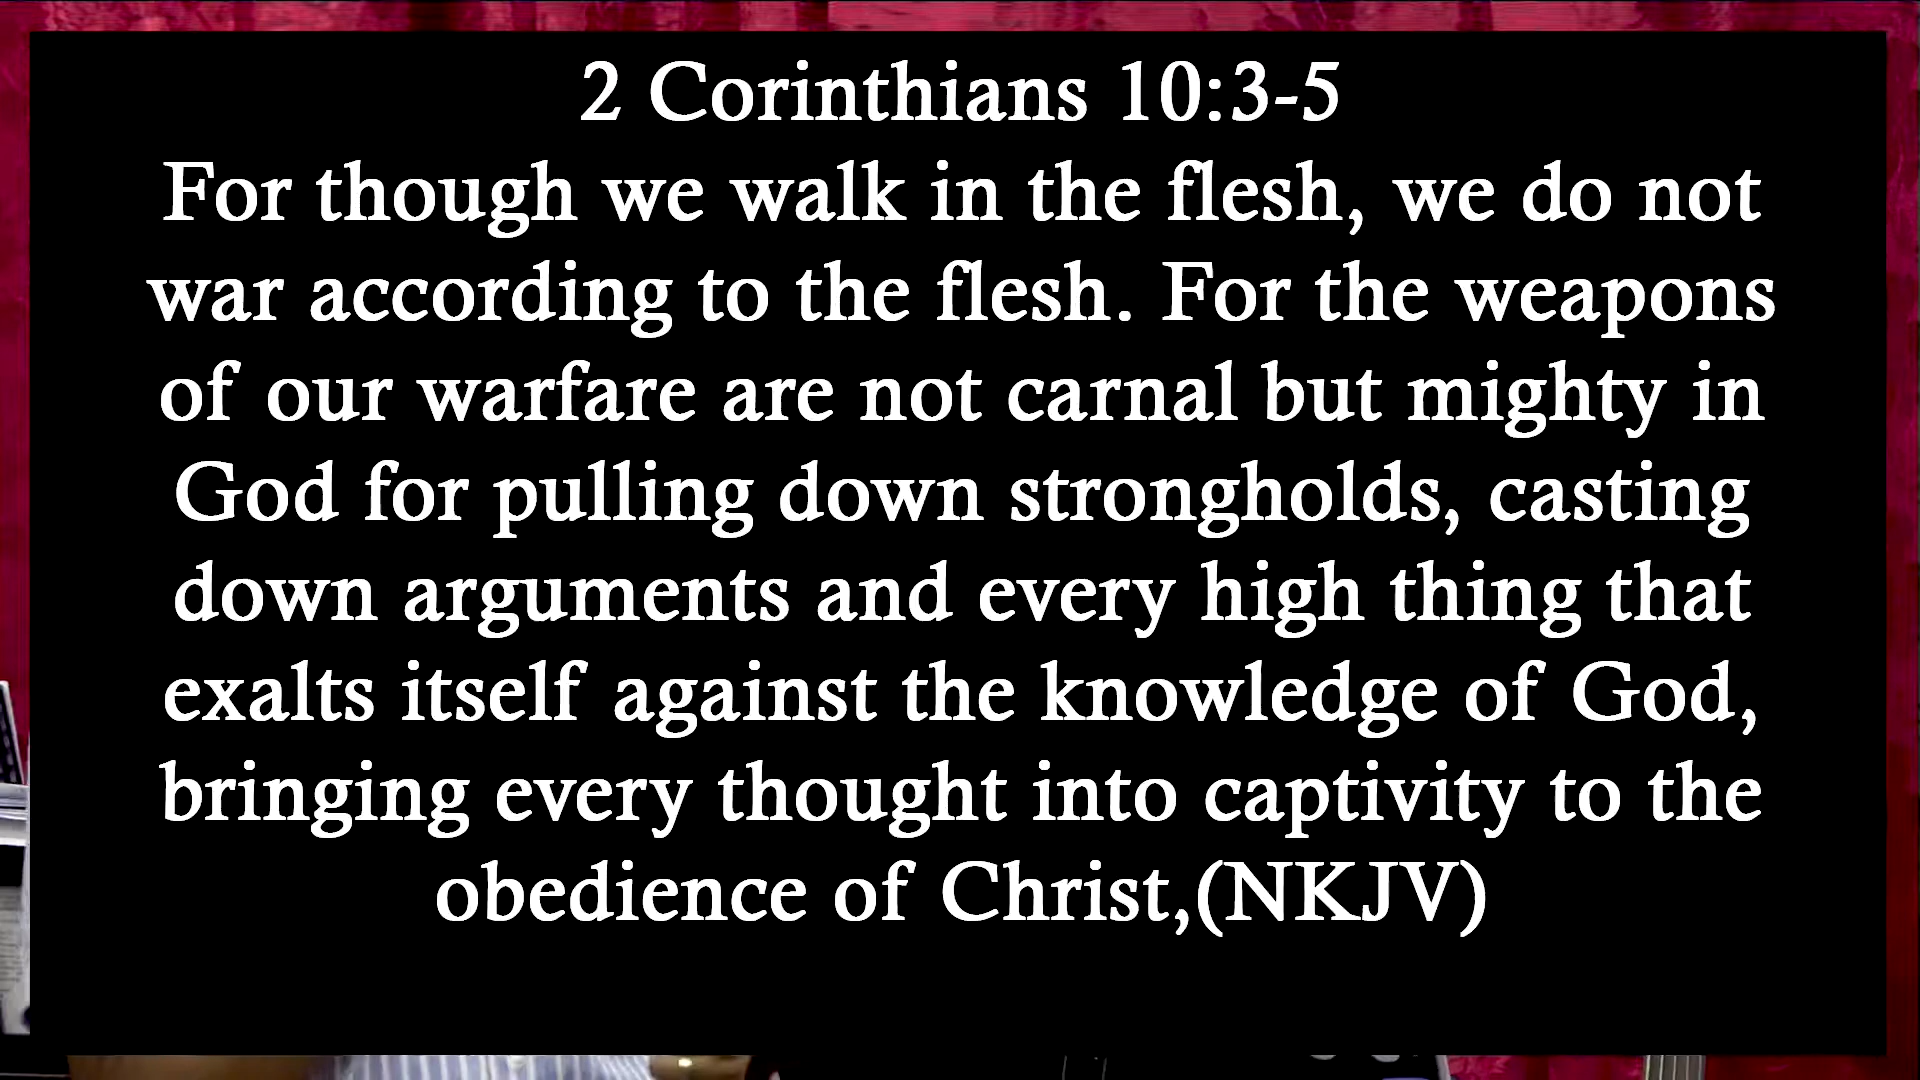 2 Corinthians 10:3-5
For though we walk in the flesh, we do not
war according to the flesh. For the weapons
of our warfare are not carnal but mighty in
God for pulling down strongholds, casting
down arguments and every high thing that
exalts itself against the knowledge of God,
bringing every thought into captivity to the
obedience of Christ,(NKJV)